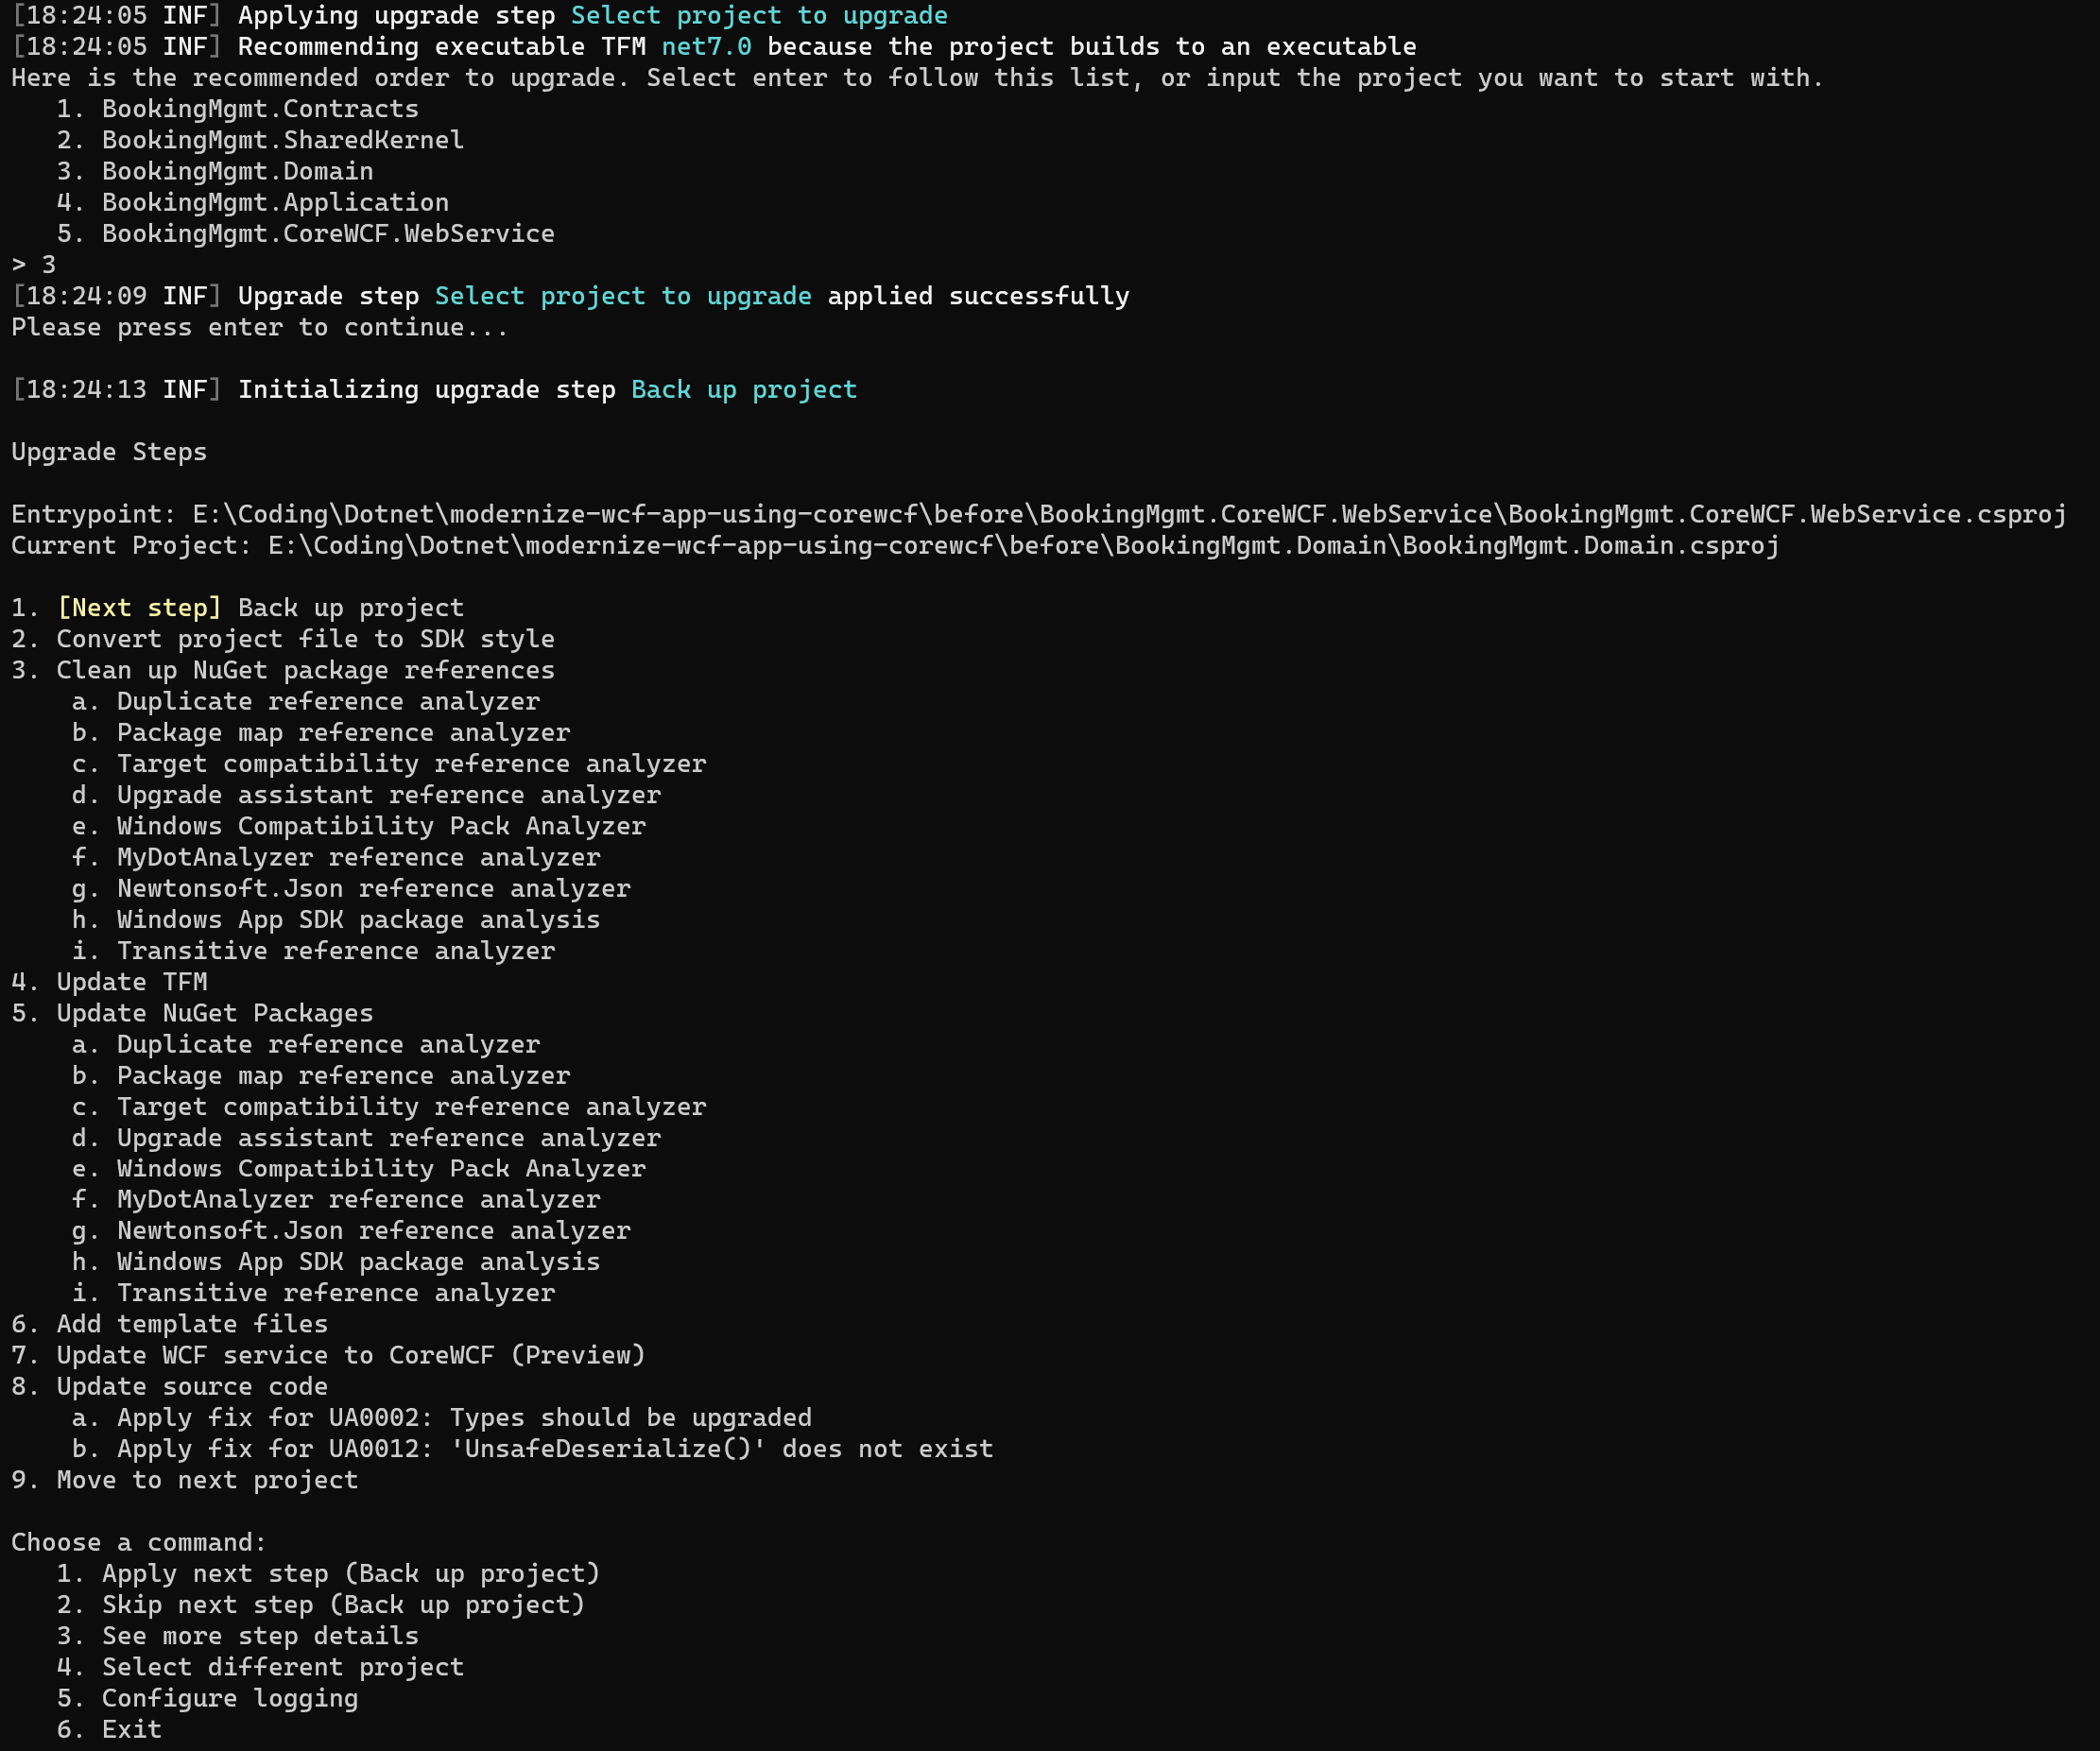 [18:24:05 INF] Applying upgrade step Select project to upgrade
[18:24:05 INF] Recommending executable TFM net7.0 because the project builds to an executable
Here is the recommended order to upgrade. Select enter to follow this list, or input the project you want to start with.
   1. BookingMgmt.Contracts
   2. BookingMgmt.SharedKernel
   3. BookingMgmt.Domain
   4. BookingMgmt.Application
   5. BookingMgmt.CoreWCF.WebService
> 3
[18:24:09 INF] Upgrade step Select project to upgrade applied successfully
Please press enter to continue...
[18:24:13 INF] Initializing upgrade step Back up project
Upgrade Steps
Entrypoint: E:\Coding\Dotnet\modernize-wcf-app-using-corewcf\before\BookingMgmt.CoreWCF.WebService\BookingMgmt.CoreWCF.WebService.csproj
Current Project: E:\Coding\Dotnet\modernize-wcf-app-using-corewcf\before\BookingMgmt.Domain\BookingMgmt.Domain.csproj
1. [Next step] Back up project
2. Convert project file to SDK style
3. Clean up NuGet package references
    a. Duplicate reference analyzer
    b. Package map reference analyzer
    c. Target compatibility reference analyzer
    d. Upgrade assistant reference analyzer
    e. Windows Compatibility Pack Analyzer
    f. MyDotAnalyzer reference analyzer
    g. Newtonsoft.Json reference analyzer
    h. Windows App SDK package analysis
    i. Transitive reference analyzer
4. Update TFM
5. Update NuGet Packages
    a. Duplicate reference analyzer
    b. Package map reference analyzer
    c. Target compatibility reference analyzer
    d. Upgrade assistant reference analyzer
    e. Windows Compatibility Pack Analyzer
    f. MyDotAnalyzer reference analyzer
    g. Newtonsoft.Json reference analyzer
    h. Windows App SDK package analysis
    i. Transitive reference analyzer
6. Add template files
7. Update WCF service to CoreWCF (Preview)
8. Update source code
    a. Apply fix for UA0002: Types should be upgraded
    b. Apply fix for UA0012: 'UnsafeDeserialize()' does not exist
9. Move to next project
Choose a command:
   1. Apply next step (Back up project)
   2. Skip next step (Back up project)
   3. See more step details
   4. Select different project
   5. Configure logging
   6. Exit